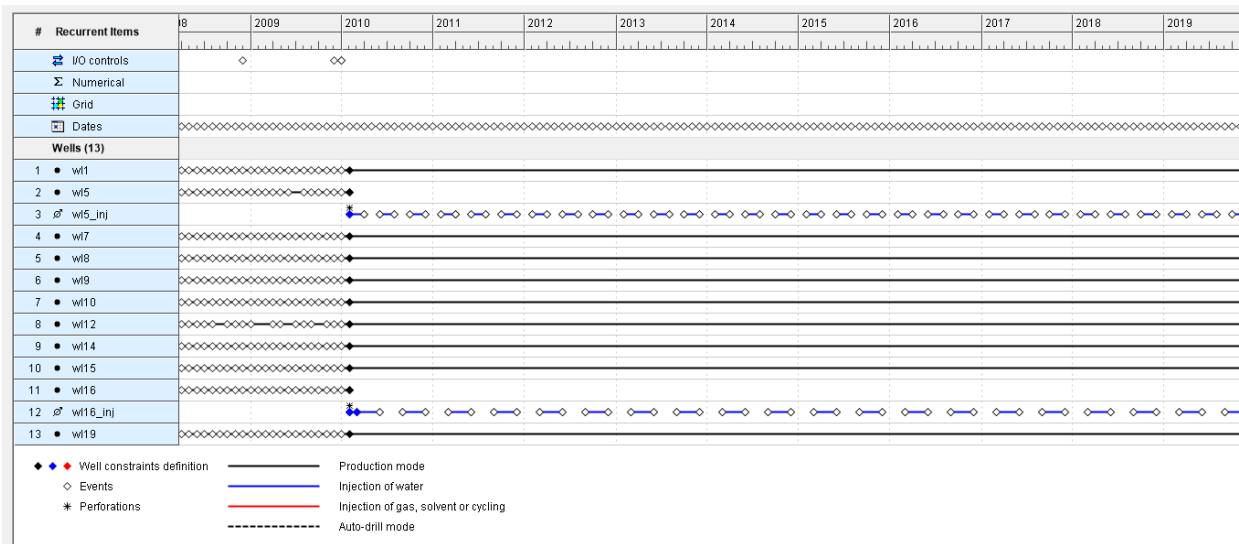 # Recurrent Items 2009 2010 2011 2012 2013 2014 2015 2016 2017 2018 2019
I/O controls
Σ Numerical
Grid
Dates
Wells (13)
1 wl1
2 wl5
3 wl5_inj
4 wl7
5 wl8
6 wl9
7 wl10
8 wl12
9 wl14
10 wl15
11 wl16
12 wl16_inj
13 wl19
Well constraints definition Production mode
Events Injection of water
Perforations Injection of gas, solvent or cycling
Auto-drill mode